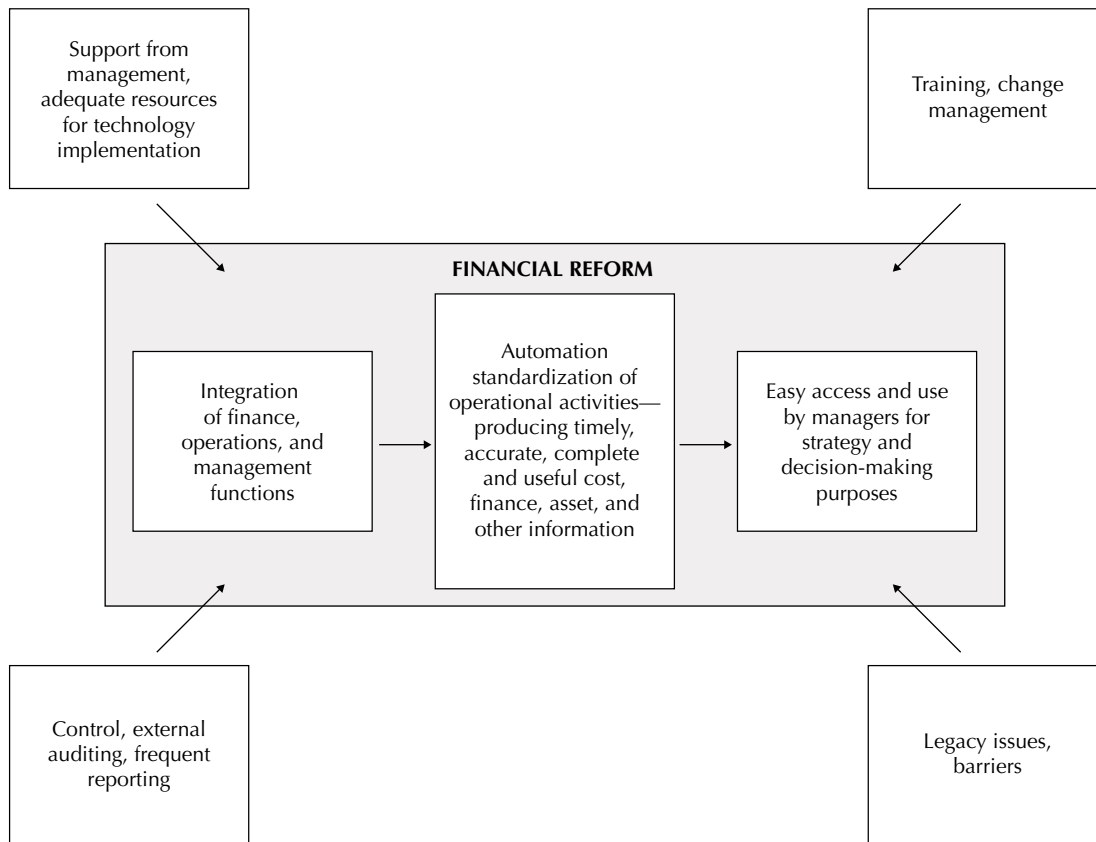 Support from
management,
adequate resources
for technology
implementation
Training, change
management
FINANCIAL REFORM
Integration
of finance,
operations, and
management
functions
Automation
standardization of
operational activities—
producing timely,
accurate, complete
and useful cost,
finance, asset, and
other information
Easy access and use
by managers for
strategy and
decision-making
purposes
Control, external
auditing, frequent
reporting
Legacy issues,
barriers